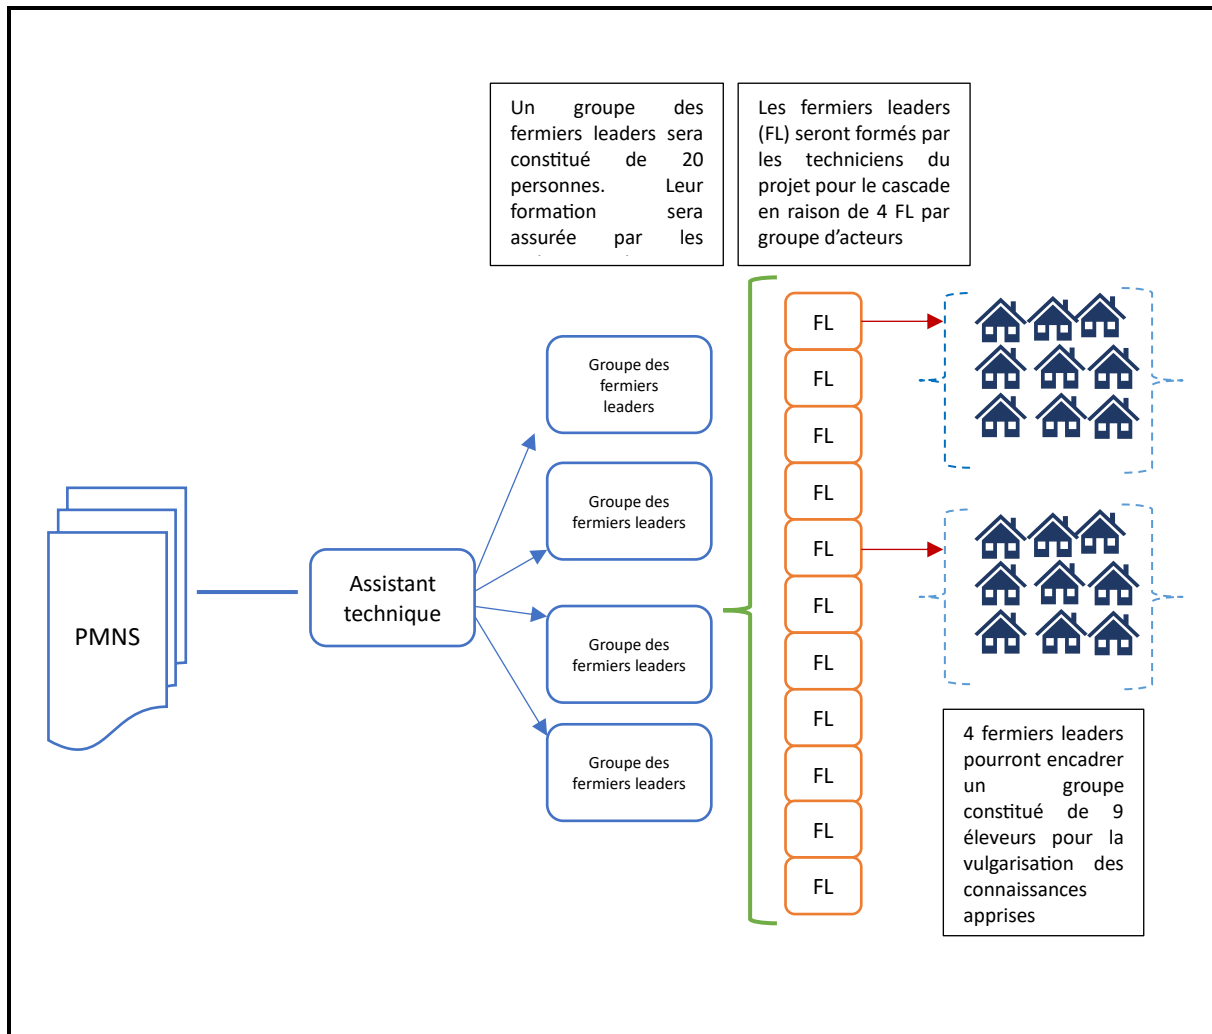 Un groupe des
fermiers leaders sera
constitué de 20
personnes. Leur
formation sera
assurée par les
Les fermiers leaders
(FL) seront formés par
les techniciens du
projet pour le cascade
en raison de 4 FL par
groupe d’acteurs
PMNS
Assistant
technique
Groupe des
fermiers
leaders
Groupe des
fermiers leaders
Groupe des
fermiers leaders
Groupe des
fermiers leaders
FL
FL
FL
FL
FL
FL
FL
FL
FL
FL
FL
4 fermiers leaders
pourront encadrer
un groupe
constitué de 9
éleveurs pour la
vulgarisation des
connaissances
apprises